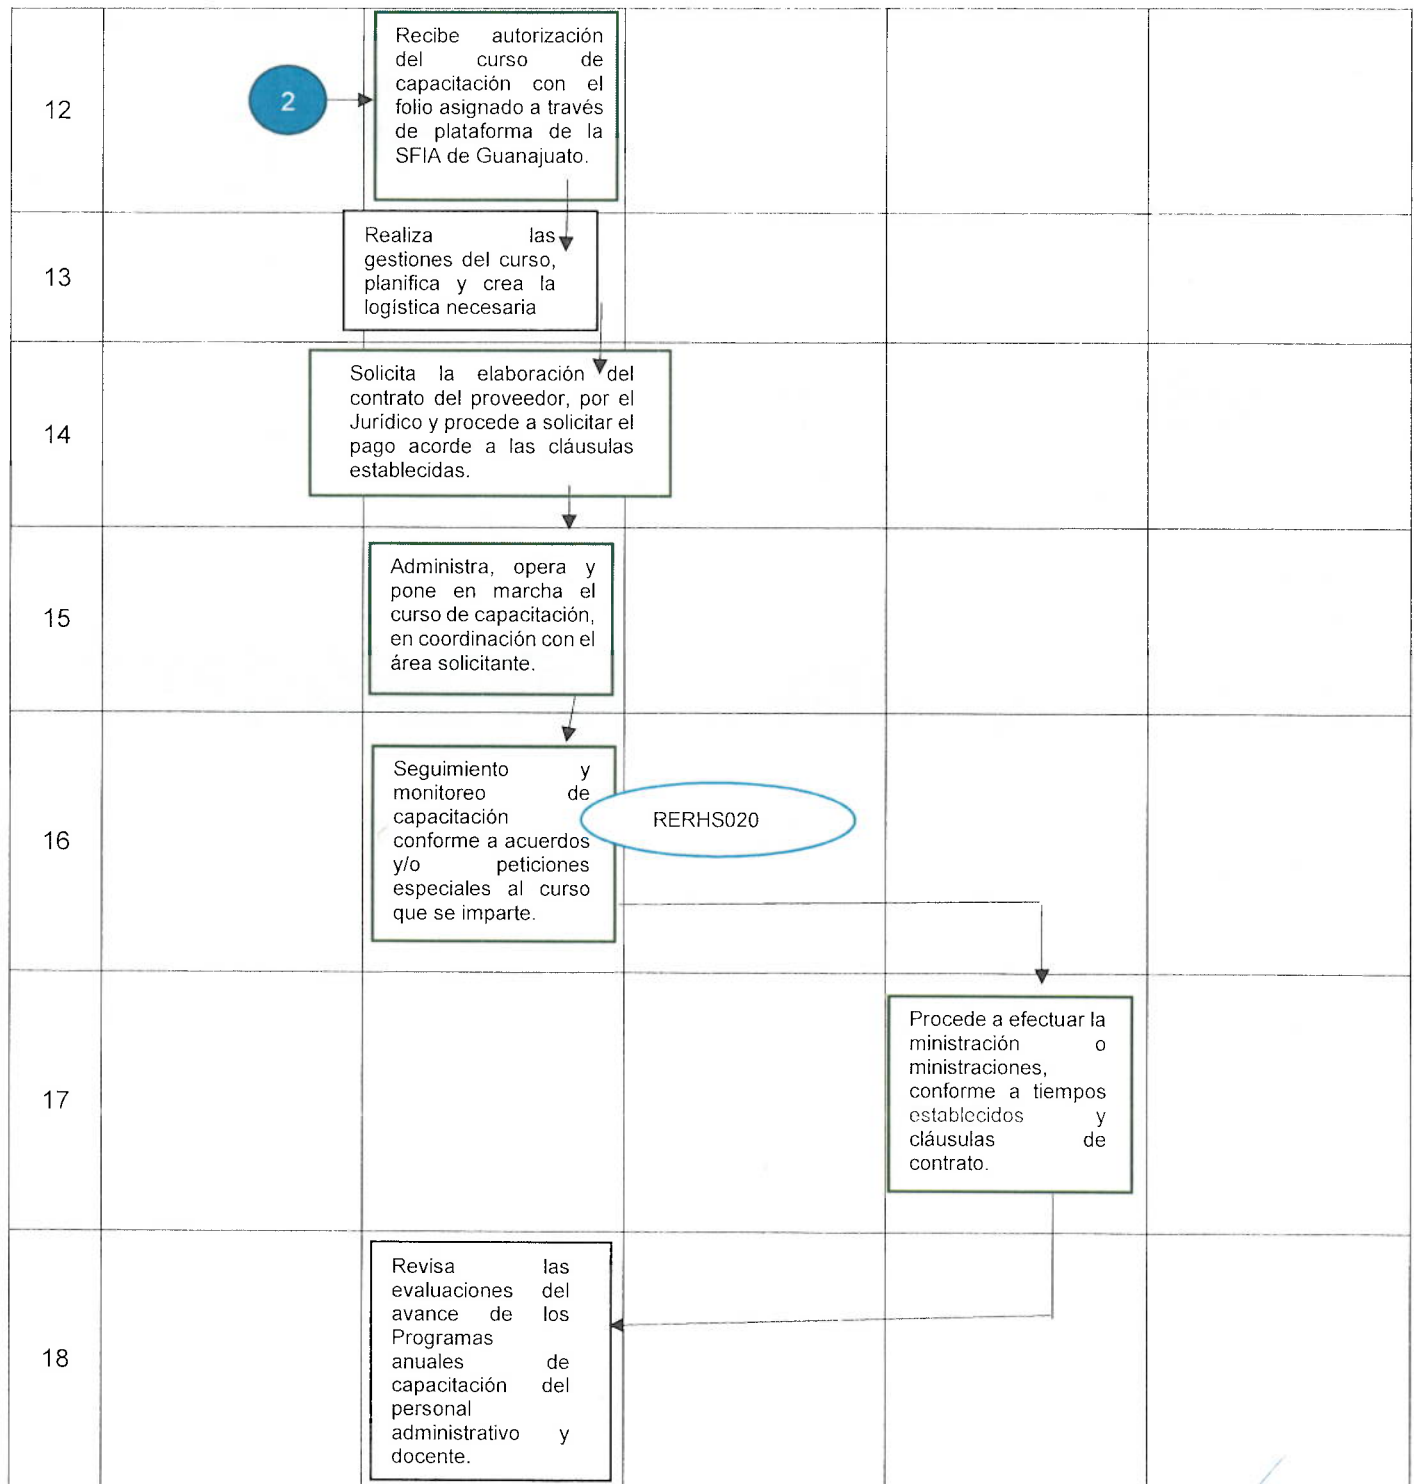 12
2
Recibe autorización
del curso de
capacitación con el
folio asignado a través
de plataforma de la
SFIA de Guanajuato.
13
Realiza las
gestiones del curso,
planifica y crea la
logística necesaria
14
Solicita la elaboración del
contrato del proveedor, por el
Jurídico y procede a solicitar el
pago acorde a las cláusulas
establecidas.
15
Administra, opera y
pone en marcha el
curso de capacitación,
en coordinación con el
área solicitante.
16
Seguimiento y
monitoreo de
capacitación
conforme a acuerdos
y/o peticiones
especiales al curso
que se imparte.
RERHS020
17
Procede a efectuar la
ministración o
ministraciones,
conforme a tiempos
establecidos y
cláusulas de
contrato.
18
Revisa las
evaluaciones del
avance de los
Programas
anuales de
capacitación del
personal
administrativo y
docente.